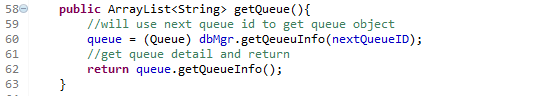 58 public ArrayList<String> getQueue(){
59 //will use next queue id to get queue object
60 queue = (Queue) dbMgr.getQeueuInfo(nextQueueID);
61 //get queue detail and return
62 return queue.getQueueInfo();
63 }